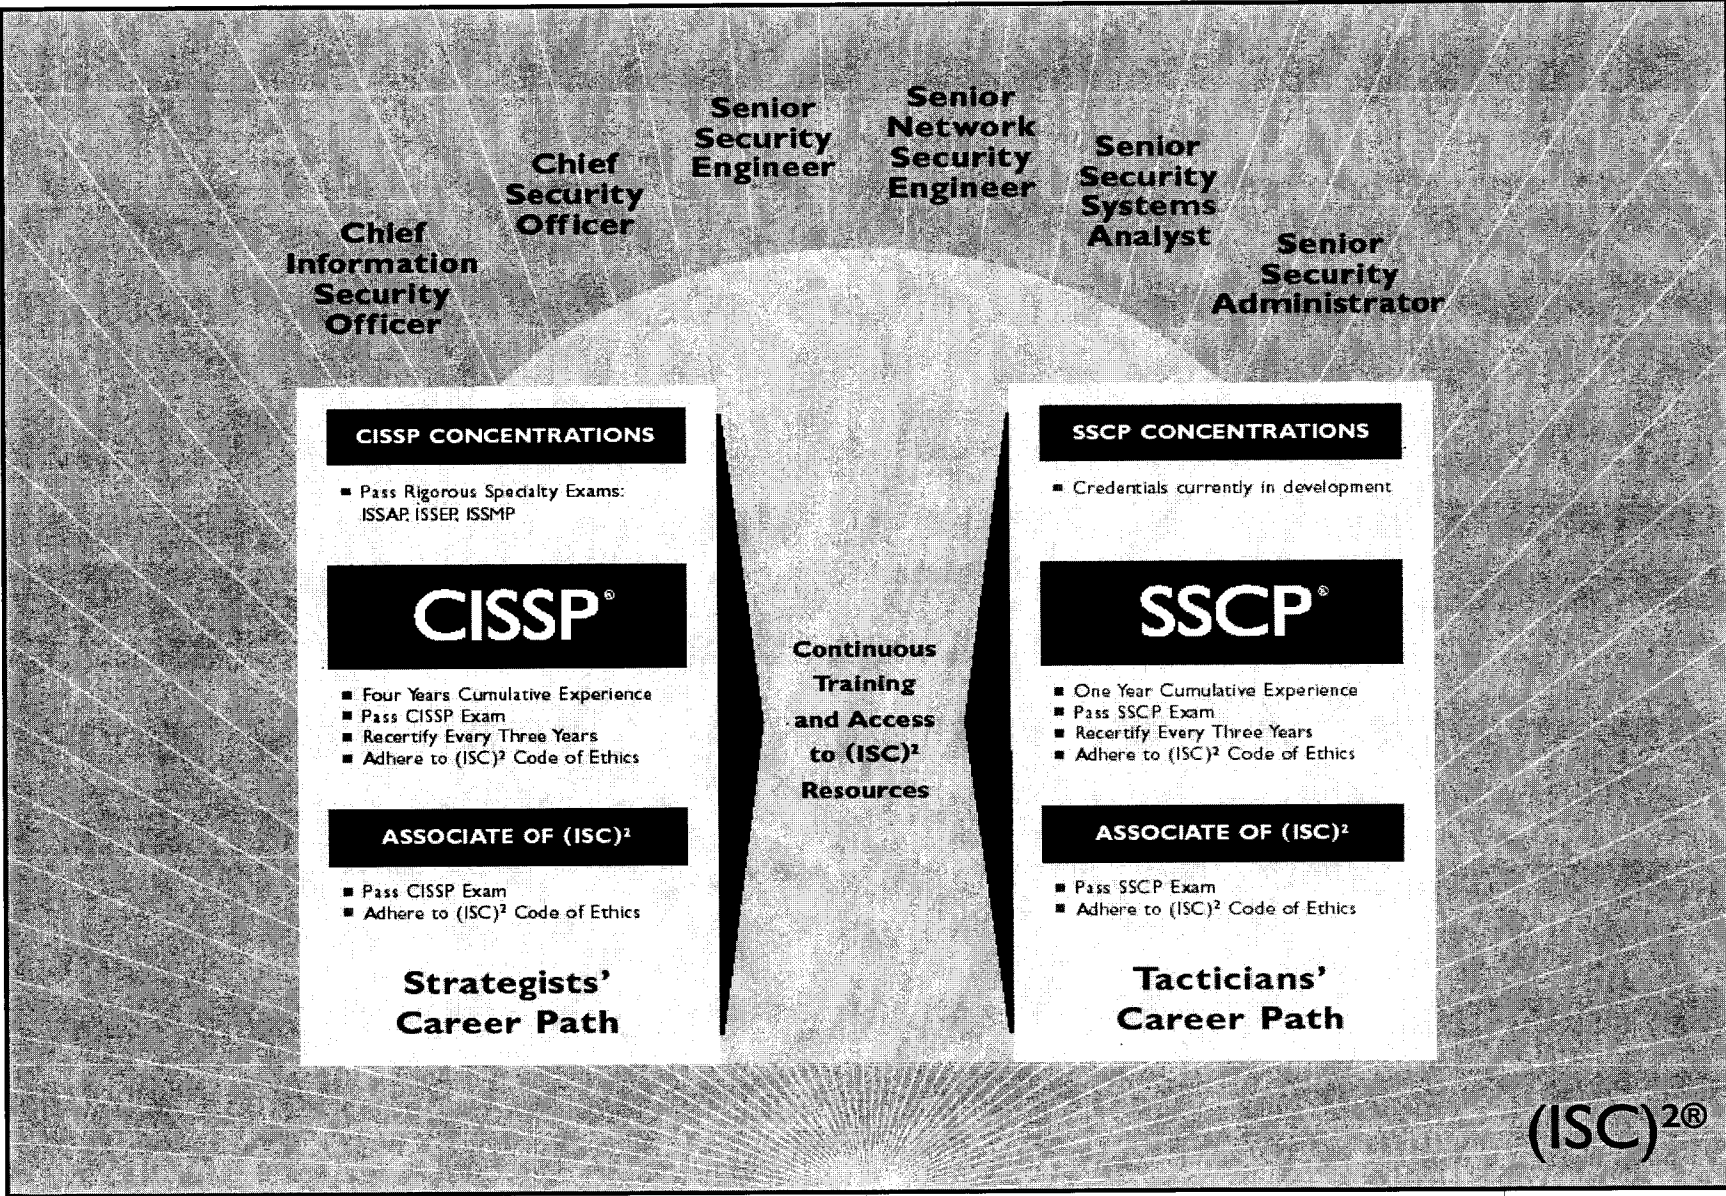 Chief
Information
Security
Officer
Chief
Security
Officer
Senior
Security
Engineer
Senior
Network
Security
Engineer
Senior
Security
Systems
Analyst
Senior
Security
Administrator
CISSP CONCENTRATIONS
■ Pass Rigorous Specialty Exams:
ISSAP, ISSEP, ISSMP
CISSP®
■ Four Years Cumulative Experience
■ Pass CISSP Exam
■ Recertify Every Three Years
■ Adhere to (ISC)² Code of Ethics
ASSOCIATE OF (ISC)²
■ Pass CISSP Exam
■ Adhere to (ISC)² Code of Ethics
Strategists'
Career Path
Continuous
Training
and Access
to (ISC)²
Resources
SSCP CONCENTRATIONS
■ Credentials currently in development
SSCP®
■ One Year Cumulative Experience
■ Pass SSCP Exam
■ Recertify Every Three Years
■ Adhere to (ISC)² Code of Ethics
ASSOCIATE OF (ISC)²
■ Pass SSCP Exam
■ Adhere to (ISC)² Code of Ethics
Tacticians'
Career Path
(ISC)²®